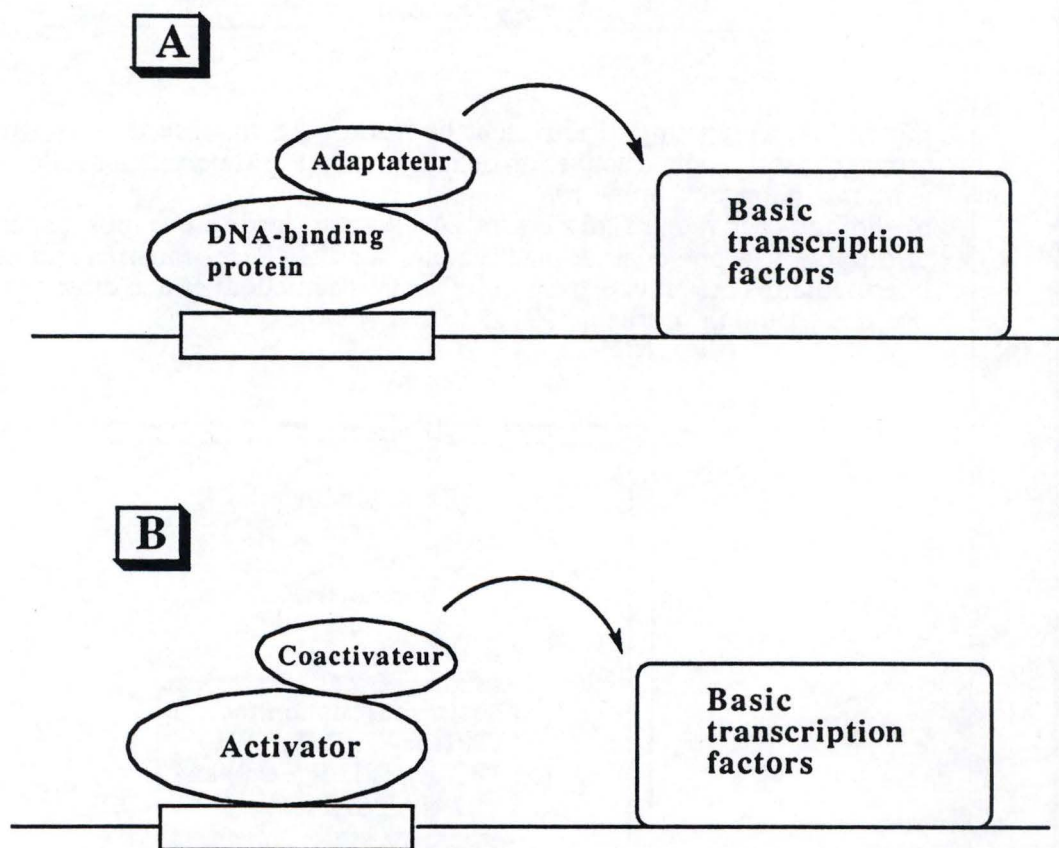 A
Adaptateur
DNA-binding
protein
Basic
transcription
factors
B
Coactivateur
Activator
Basic
transcription
factors